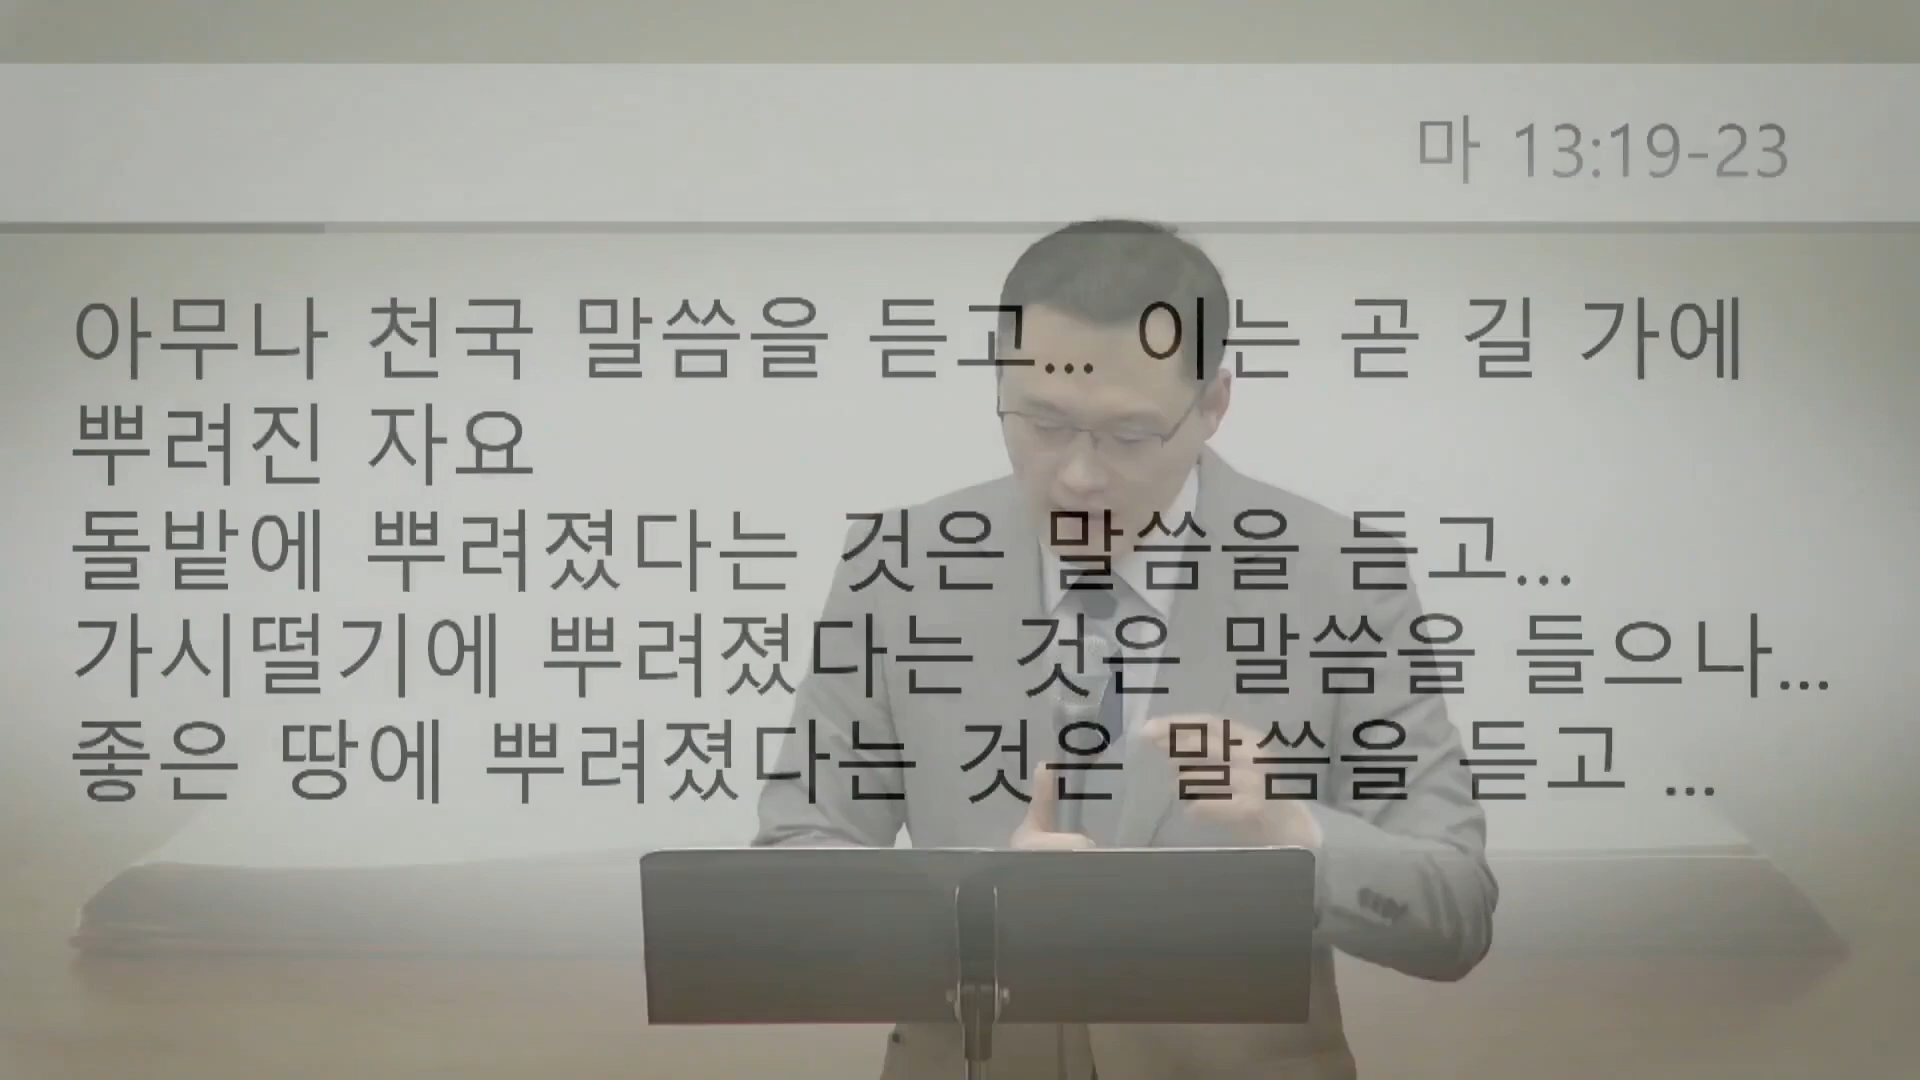 마 13:19-23
아무나 천국 말씀을 듣고... 이는 곧 길 가에
뿌려진 자요
돌밭에 뿌려졌다는 것은 말씀을 듣고...
가시떨기에 뿌려졌다는 것은 말씀을 들으나...
좋은 땅에 뿌려졌다는 것은 말씀을 듣고 ...